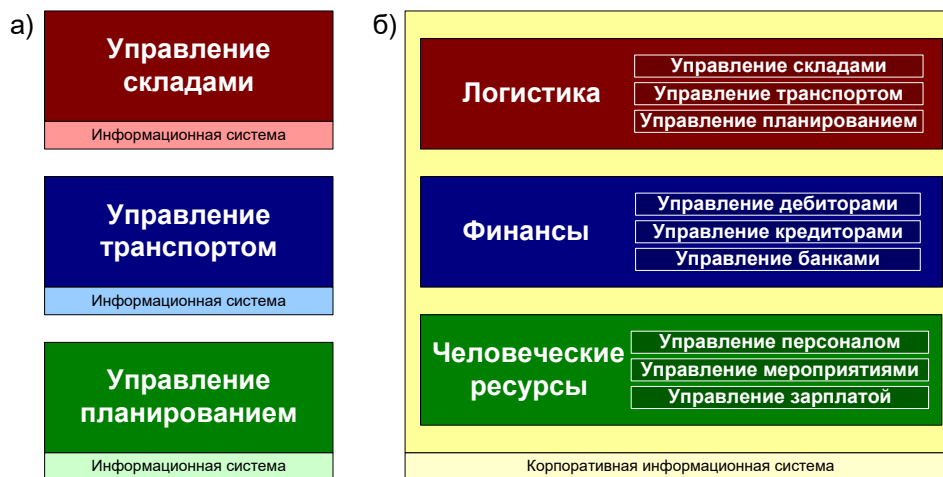 а)
Управление
складами
Информационная система
Управление
транспортом
Информационная система
Управление
планированием
Информационная система
б)
Логистика
Управление складами
Управление транспортом
Управление планированием
Финансы
Управление дебиторами
Управление кредиторами
Управление банками
Человеческие
ресурсы
Управление персоналом
Управление мероприятиями
Управление зарплатой
Корпоративная информационная система